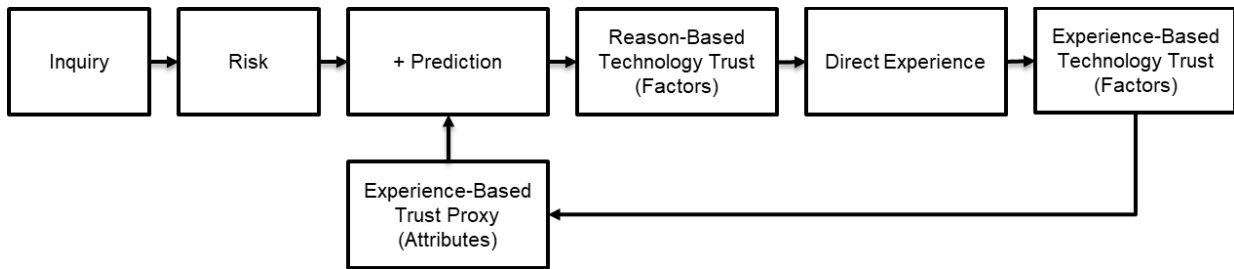 Inquiry
Risk
+ Prediction
Reason-Based
Technology Trust
(Factors)
Direct Experience
Experience-Based
Technology Trust
(Factors)
Experience-Based
Trust Proxy
(Attributes)